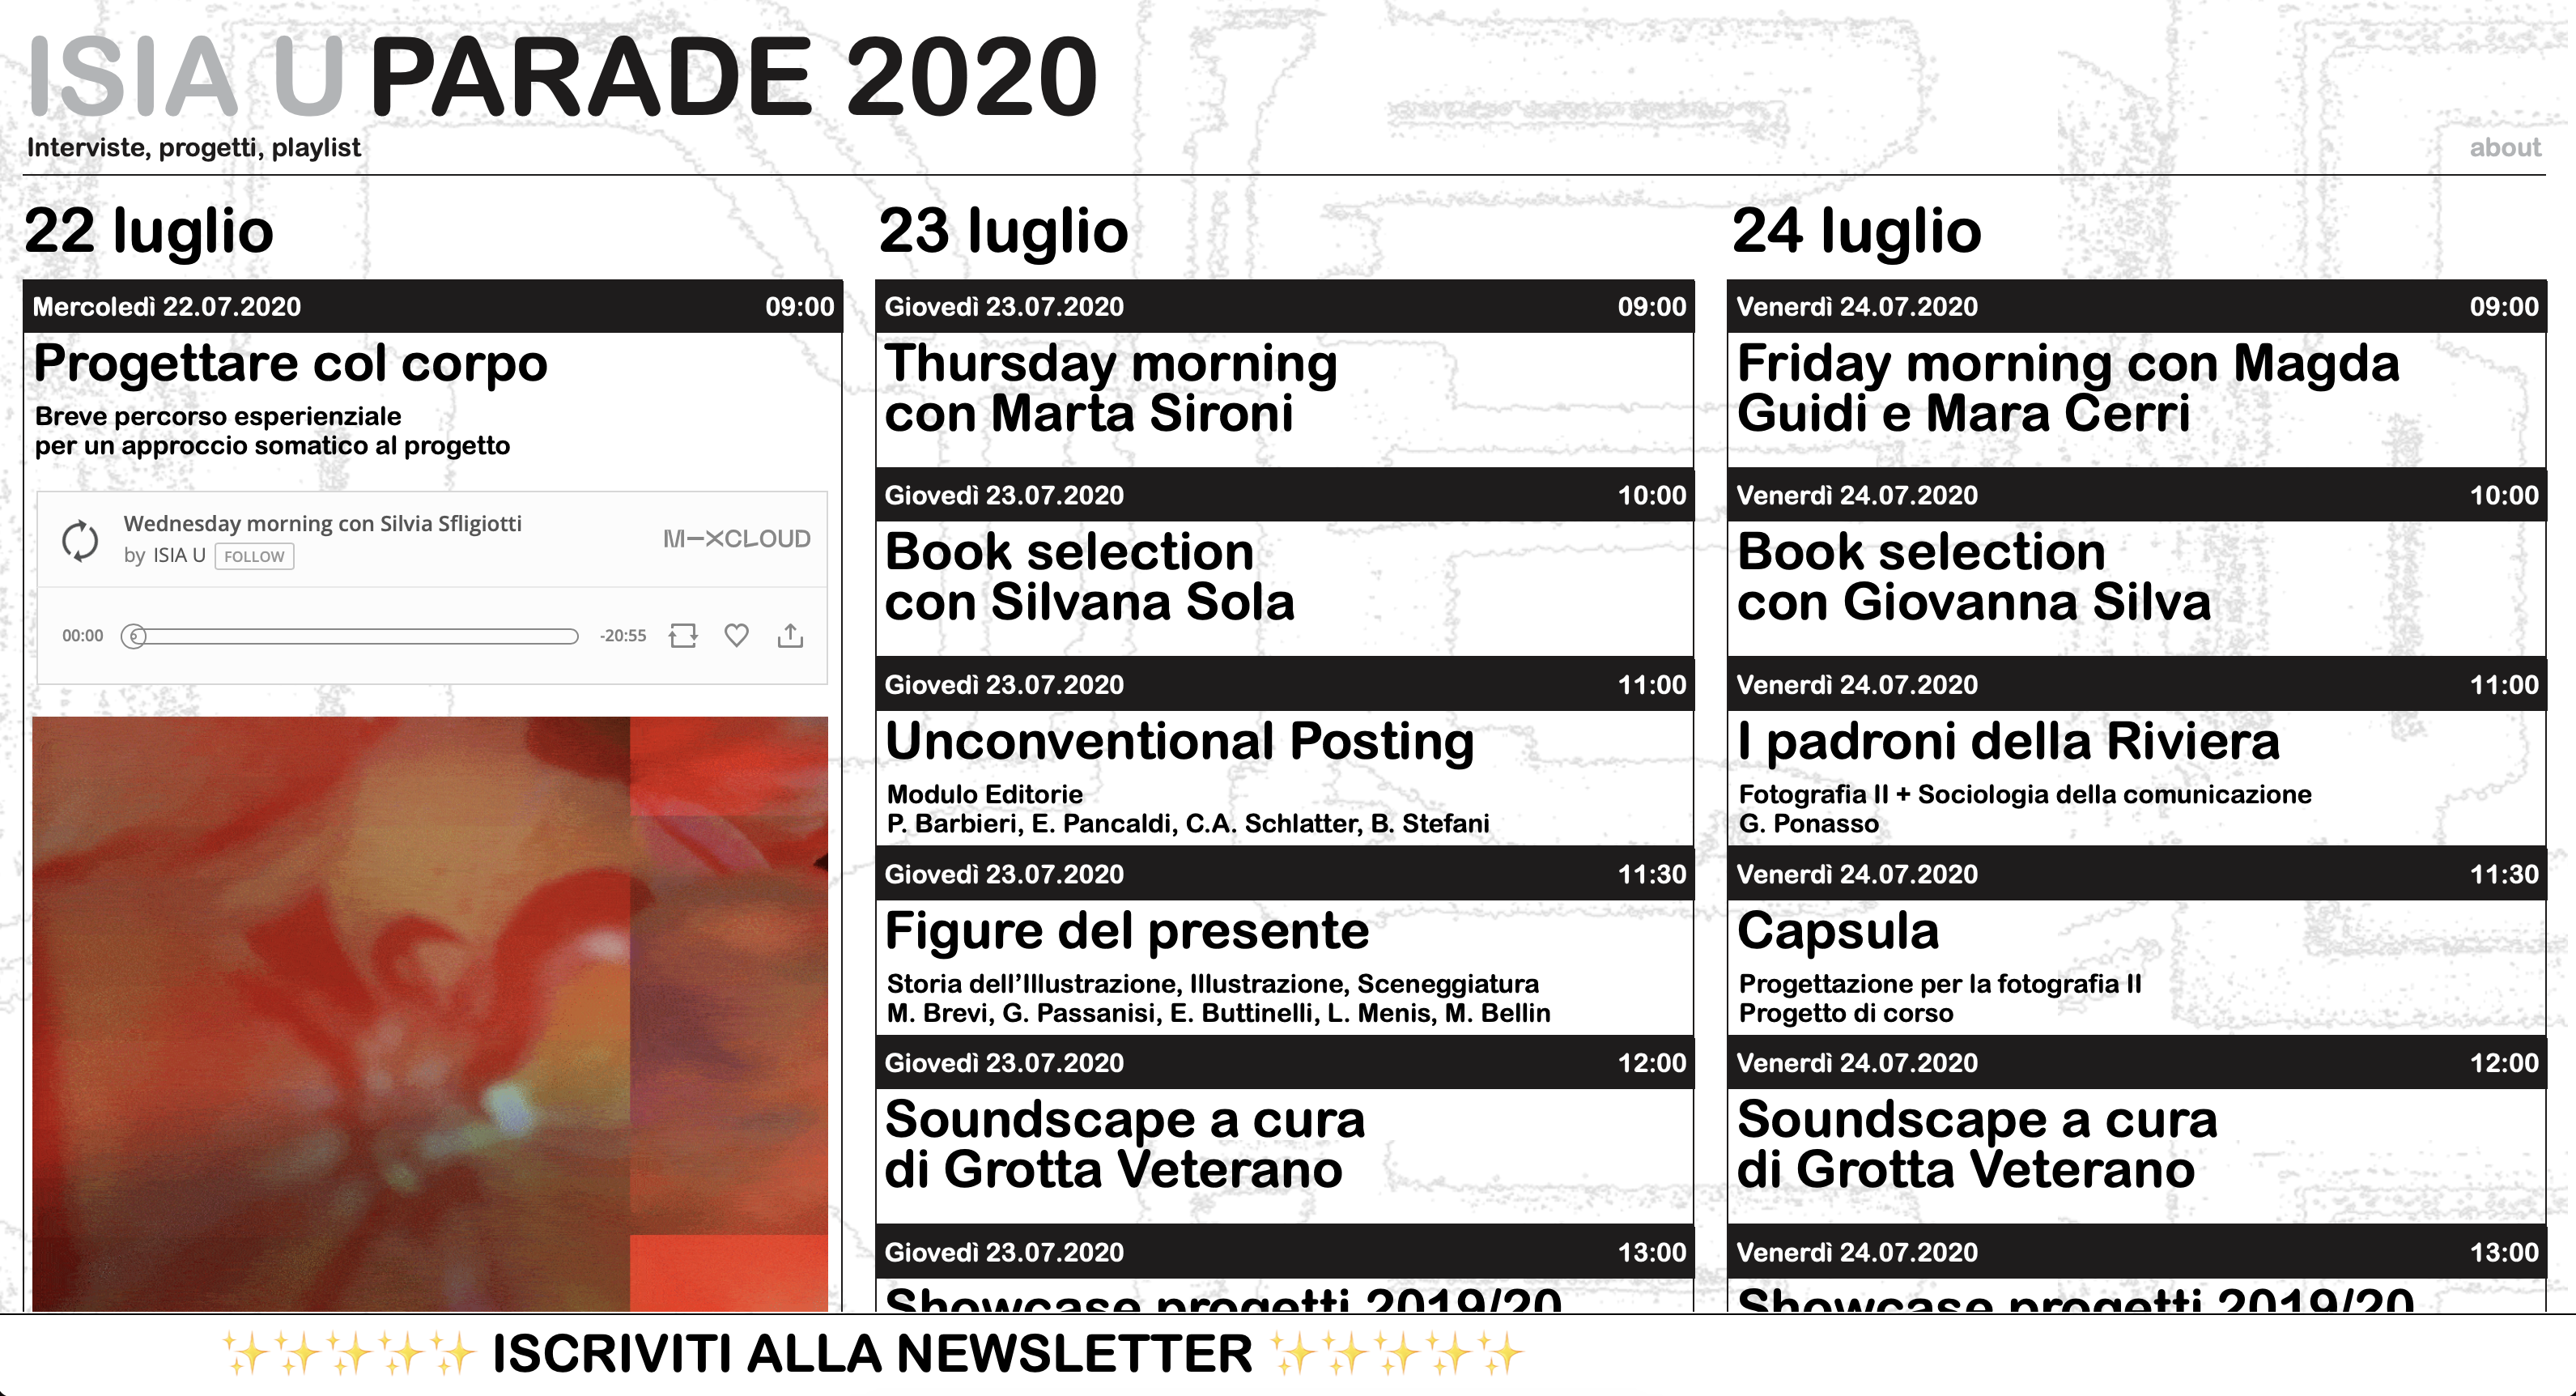 ISIA U PARADE 2020
Interviste, progetti, playlist
about
22 luglio
Mercoledì 22.07.2020 09:00
Progettare col corpo
Breve percorso esperienziale
per un approccio somatico al progetto
Wednesday morning con Silvia Sfligiotti
by ISIA U FOLLOW
M–XCLOUD
00:00 -20:55
23 luglio
Giovedì 23.07.2020 09:00
Thursday morning
con Marta Sironi
Giovedì 23.07.2020 10:00
Book selection
con Silvana Sola
Giovedì 23.07.2020 11:00
Unconventional Posting
Modulo Editorie
P. Barbieri, E. Pancaldi, C.A. Schlatter, B. Stefani
Giovedì 23.07.2020 11:30
Figure del presente
Storia dell’Illustrazione, Illustrazione, Sceneggiatura
M. Brevi, G. Passanisi, E. Buttinelli, L. Menis, M. Bellin
Giovedì 23.07.2020 12:00
Soundscape a cura
di Grotta Veterano
Giovedì 23.07.2020 13:00
Showcase progetti 2019/20
24 luglio
Venerdì 24.07.2020 09:00
Friday morning con Magda
Guidi e Mara Cerri
Venerdì 24.07.2020 10:00
Book selection
con Giovanna Silva
Venerdì 24.07.2020 11:00
I padroni della Riviera
Fotografia II + Sociologia della comunicazione
G. Ponasso
Venerdì 24.07.2020 11:30
Capsula
Progettazione per la fotografia II
Progetto di corso
Venerdì 24.07.2020 12:00
Soundscape a cura
di Grotta Veterano
Venerdì 24.07.2020 13:00
Showcase progetti 2019/20
✨✨✨✨✨ ISCRIVITI ALLA NEWSLETTER ✨✨✨✨✨